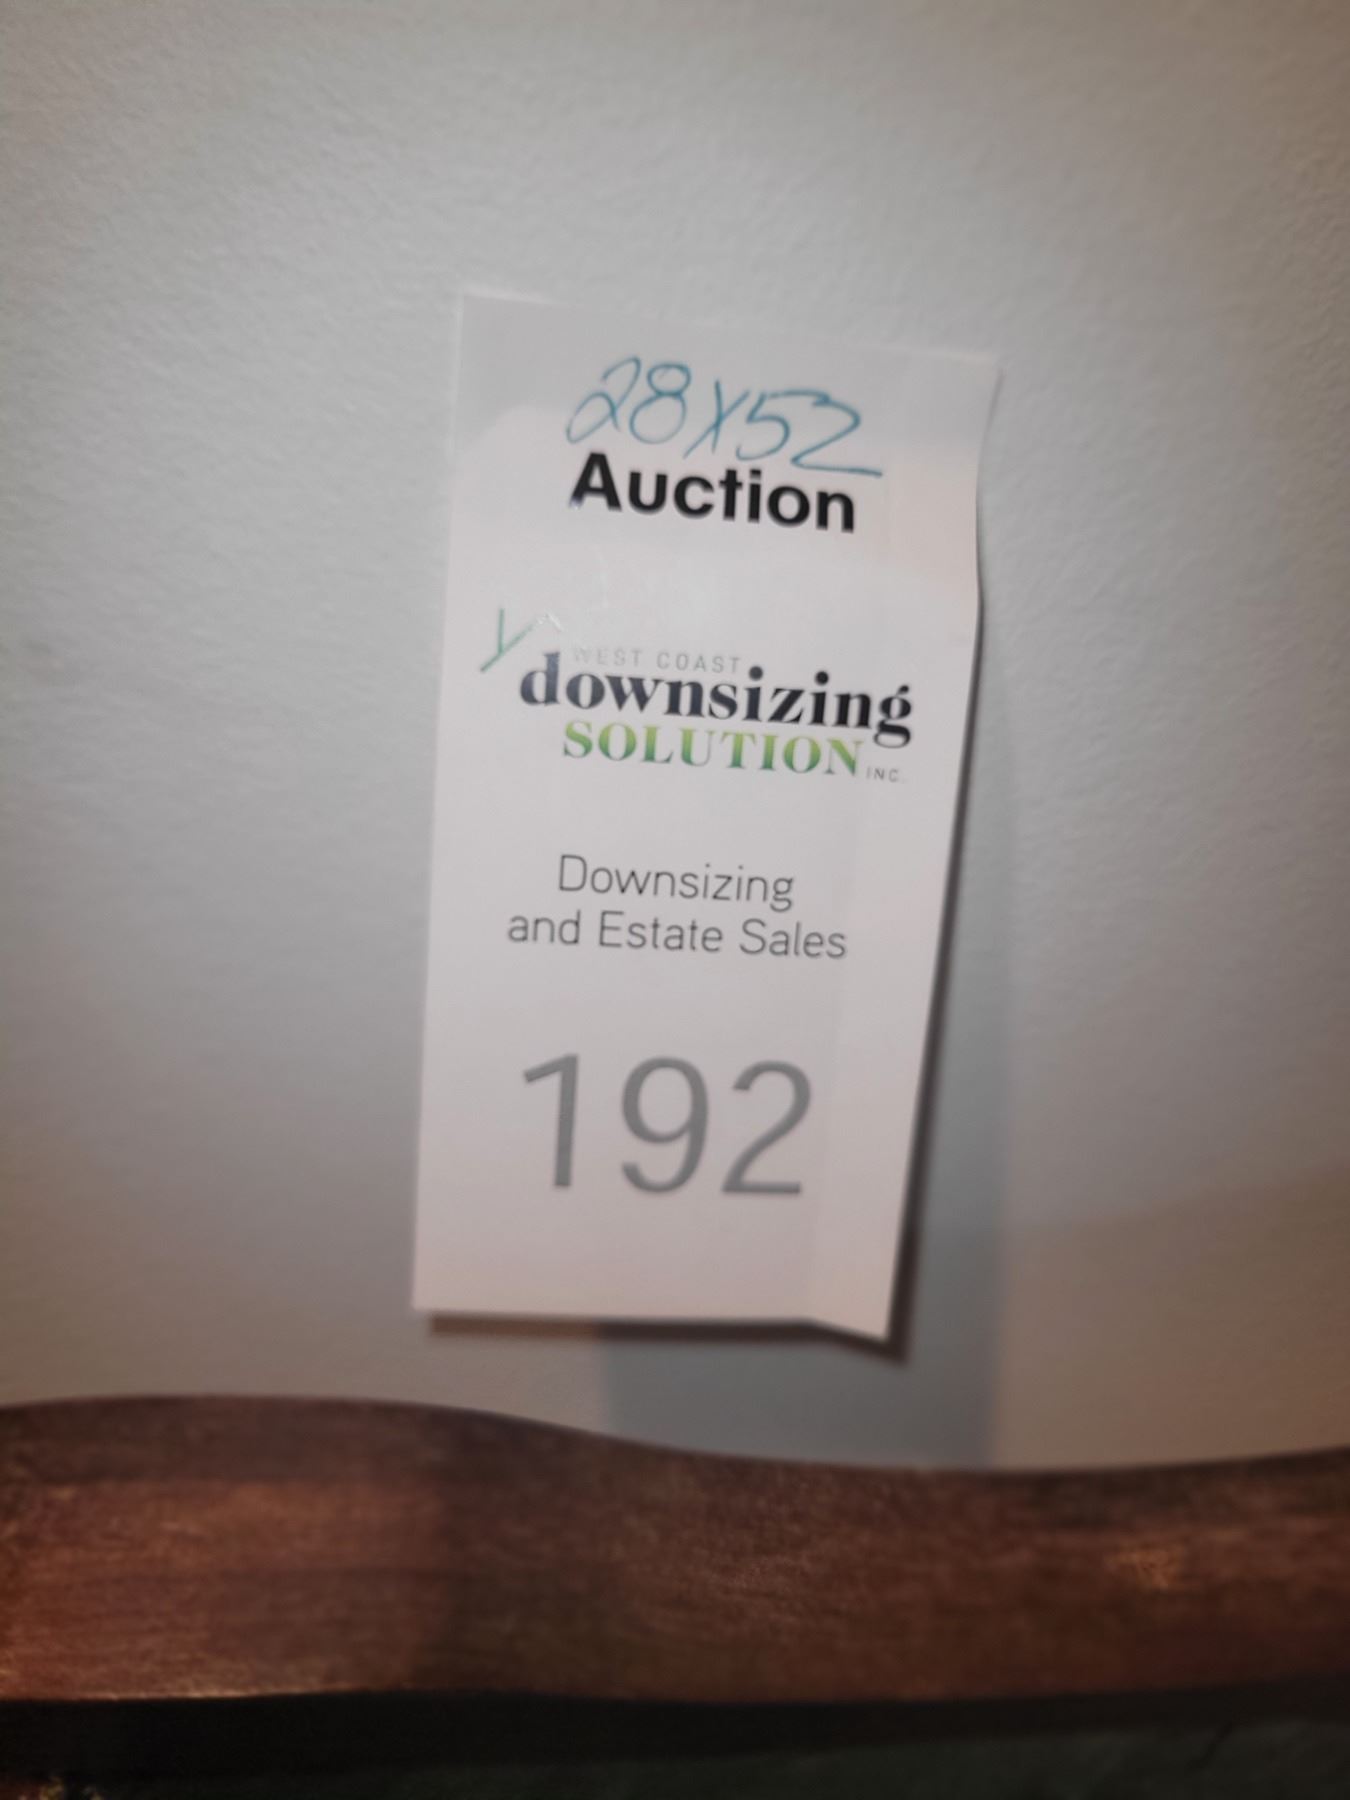 28x52
Auction
WEST COAST
downsizing
SOLUTION INC.
Downsizing
and Estate Sales
192